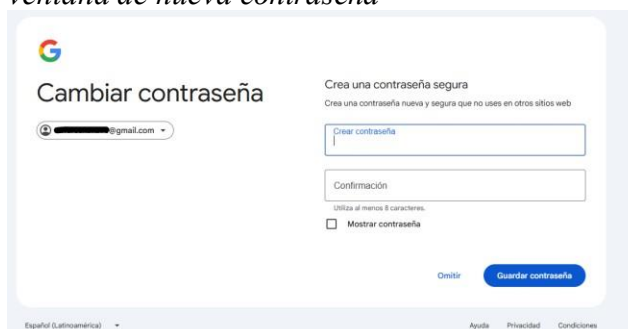 ventana de nueva contraseña
G
Cambiar contraseña
@gmail.com
Crea una contraseña segura
Crea una contraseña nueva y segura que no uses en otros sitios web
Crear contraseña
Confirmación
Utiliza al menos 8 caracteres.
Mostrar contraseña
Omitir
Guardar contraseña
Español (Latinoamérica)
Ayuda Privacidad Condiciones